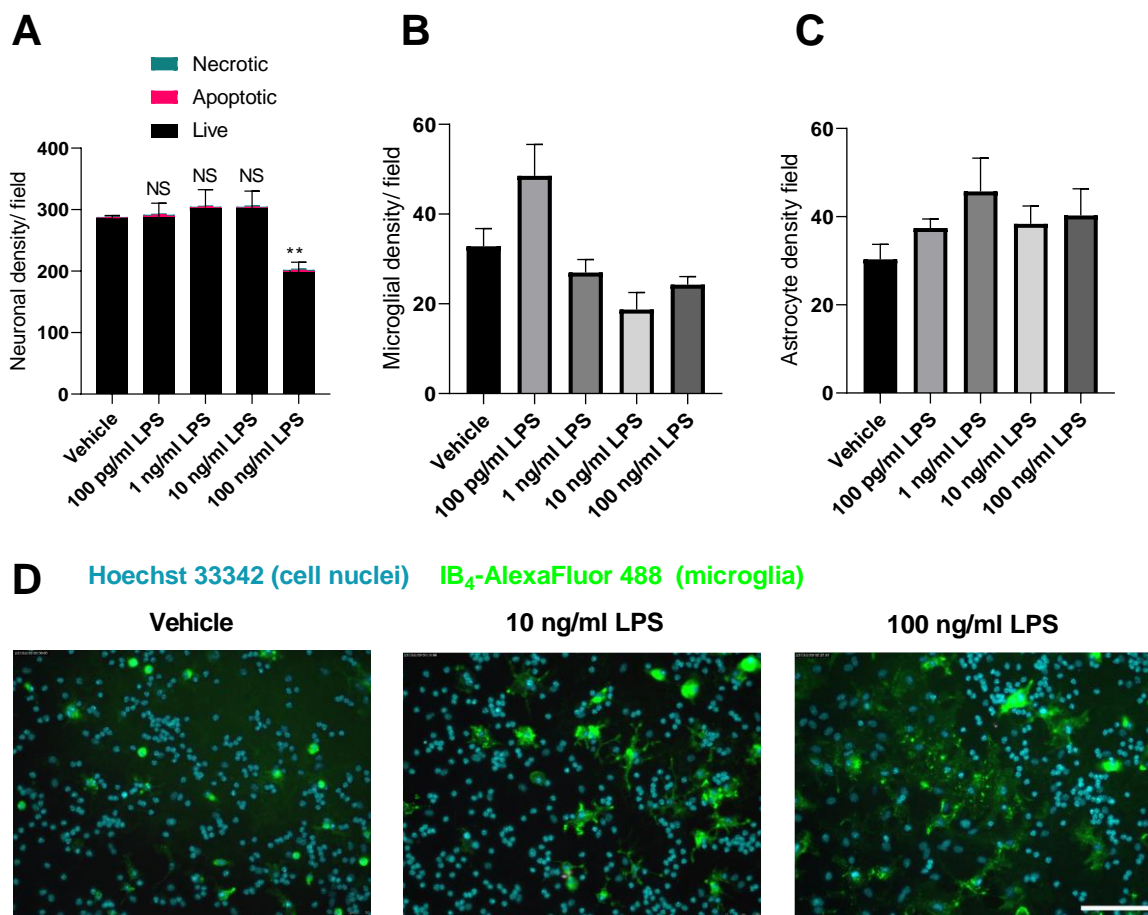 A
Necrotic
Apoptotic
Live
Neuronal density/ field
400
300
200
100
0
NS
NS
NS
**
Vehicle
100 pg/ml LPS
1 ng/ml LPS
10 ng/ml LPS
100 ng/ml LPS
B
Microglial density/ field
60
40
20
0
Vehicle
100 pg/ml LPS
1 ng/ml LPS
10 ng/ml LPS
100 ng/ml LPS
C
Astrocyte density field
60
40
20
0
Vehicle
100 pg/ml LPS
1 ng/ml LPS
10 ng/ml LPS
100 ng/ml LPS
D
Hoechst 33342 (cell nuclei) IB₄-AlexaFluor 488 (microglia)
Vehicle
10 ng/ml LPS
100 ng/ml LPS